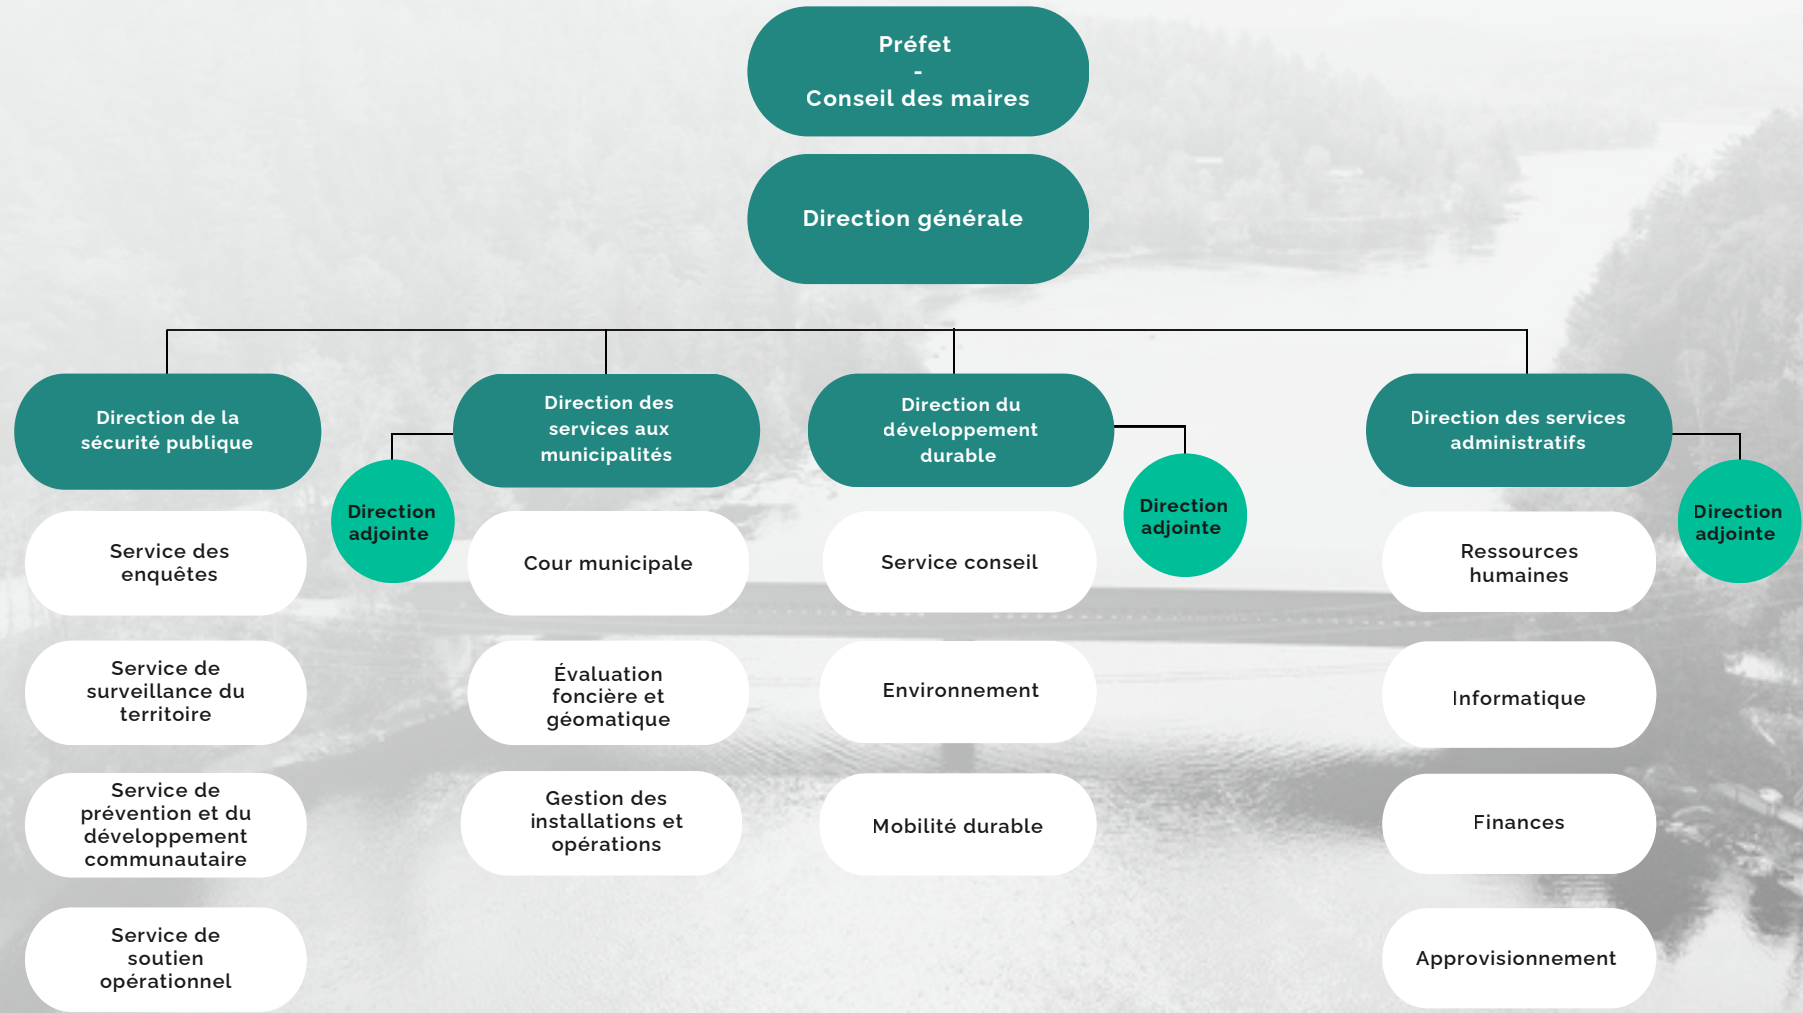 Préfet
-
Conseil des maires
Direction générale
Direction de la
sécurité publique
Service des
enquêtes
Service de
surveillance du
territoire
Service de
prévention et du
développement
communautaire
Service de
soutien
opérationnel
Direction des
services aux
municipalités
Direction
adjointe
Cour municipale
Évaluation
foncière et
géomatique
Gestion des
installations et
opérations
Direction du
développement
durable
Direction
adjointe
Service conseil
Environnement
Mobilité durable
Direction des services
administratifs
Direction
adjointe
Ressources
humaines
Informatique
Finances
Approvisionnement